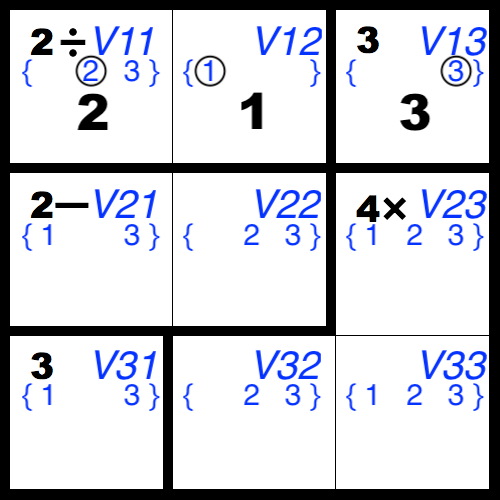 2÷ V11 V12 3 V13
{ 2 3 } { 1 } { 3 }
2 1 3
2− V21 V22 4× V23
{ 1 3 } { 2 3 } { 1 2 3 }
3 V31 V32 V33
{ 1 3 } { 2 3 } { 1 2 3 }